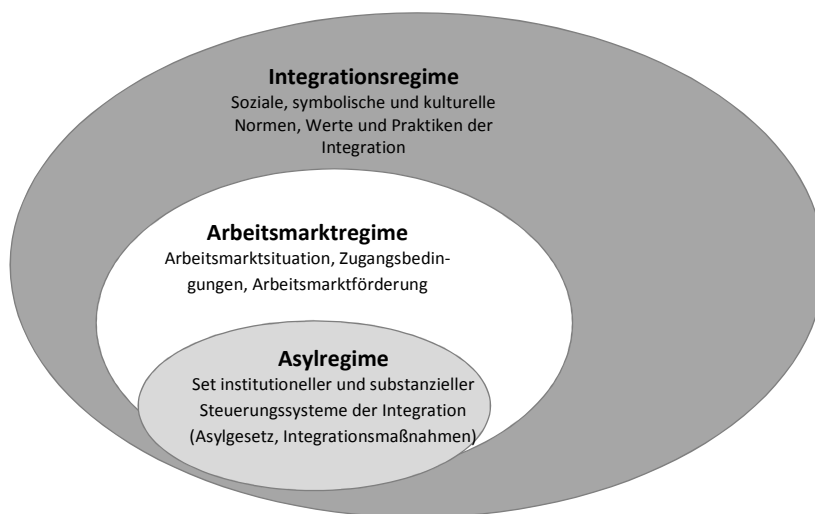 Integrationsregime
Soziale, symbolische und kulturelle
Normen, Werte und Praktiken der
Integration
Arbeitsmarktregime
Arbeitsmarktsituation, Zugangsbedin-
gungen, Arbeitsmarktförderung
Asylregime
Set institutioneller und substanzieller
Steuerungssysteme der Integration
(Asylgesetz, Integrationsmaßnahmen)